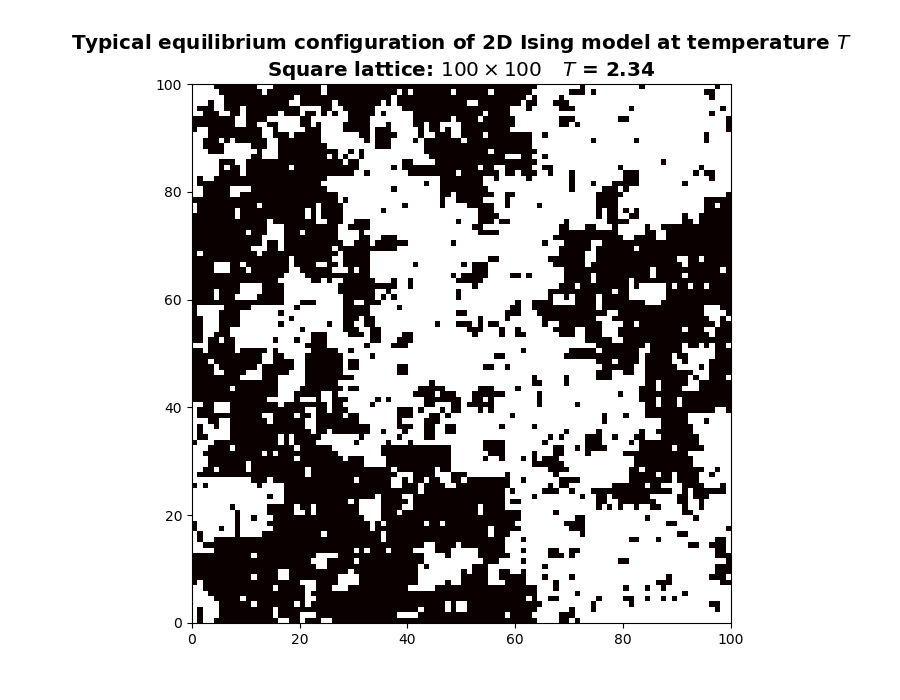 Typical equilibrium configuration of 2D Ising model at temperature T
Square lattice: 100 × 100 T = 2.34
100
80
60
40
20
0
0 20 40 60 80 100